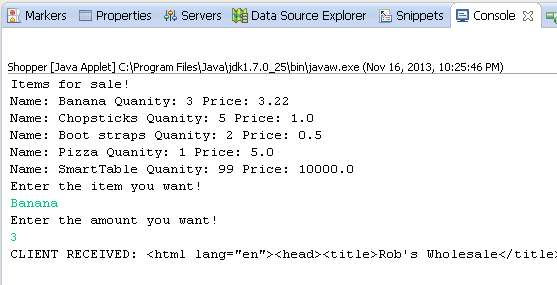 Markers Properties Servers Data Source Explorer Snippets Console
Shopper [Java Applet] C:\Program Files\Java\jdk1.7.0_25\bin\javaw.exe (Nov 16, 2013, 10:25:46 PM)
Items for sale!
Name: Banana Quanity: 3 Price: 3.22
Name: Chopsticks Quanity: 5 Price: 1.0
Name: Boot straps Quanity: 2 Price: 0.5
Name: Pizza Quanity: 1 Price: 5.0
Name: SmartTable Quanity: 99 Price: 10000.0
Enter the item you want!
Banana
Enter the amount you want!
3
CLIENT RECEIVED: <html lang="en"><head><title>Rob's Wholesale</title>